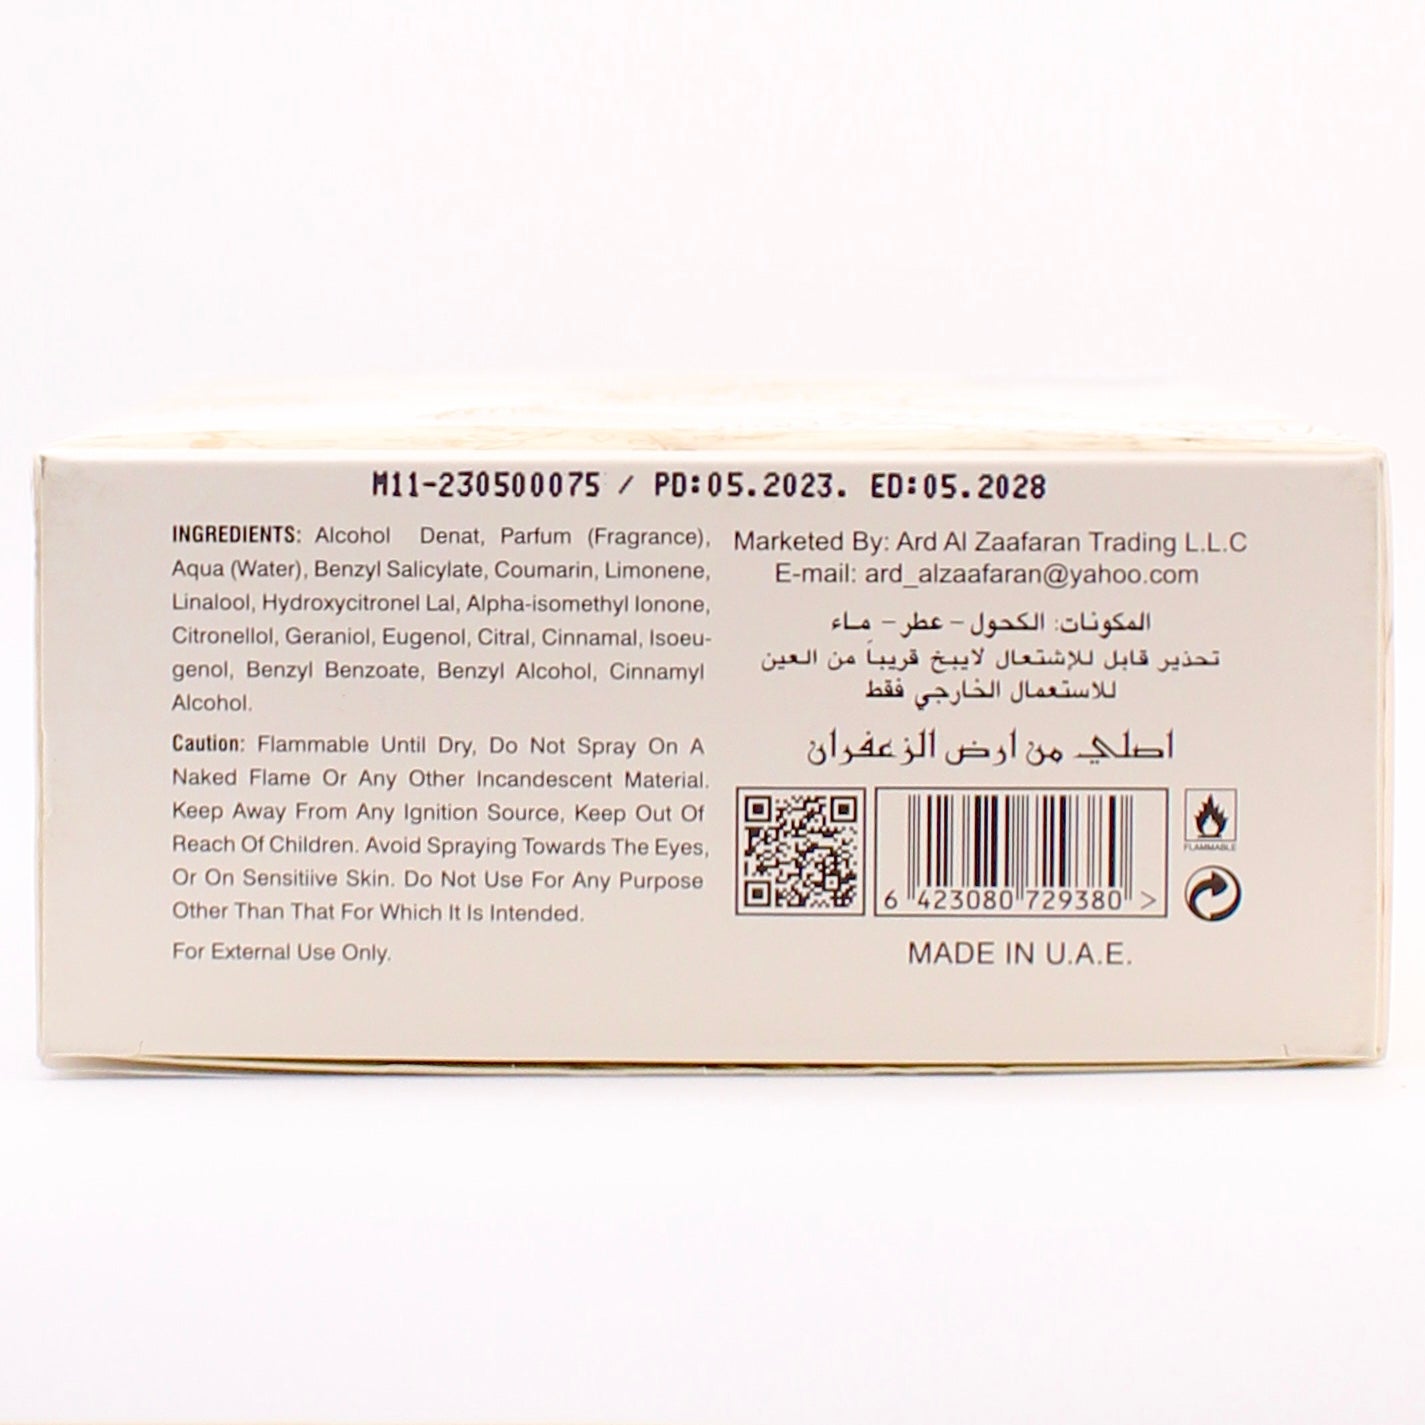 M11-230500075 / PD:05.2023. ED:05.2028
INGREDIENTS: Alcohol Denat, Parfum (Fragrance),
Aqua (Water), Benzyl Salicylate, Coumarin, Limonene,
Linalool, Hydroxycitronel Lal, Alpha-isomethyl Ionone,
Citronellol, Geraniol, Eugenol, Citral, Cinnamal, Isoeu-
genol, Benzyl Benzoate, Benzyl Alcohol, Cinnamyl
Alcohol.
Caution: Flammable Until Dry, Do Not Spray On A
Naked Flame Or Any Other Incandescent Material.
Keep Away From Any Ignition Source, Keep Out Of
Reach Of Children. Avoid Spraying Towards The Eyes,
Or On Sensitiive Skin. Do Not Use For Any Purpose
Other Than That For Which It Is Intended.
For External Use Only.
Marketed By: Ard Al Zaafaran Trading L.L.C
E-mail: ard_alzaafaran@yahoo.com
المكونات: الكحول - عطر - ماء
تحذير قابل للإشتعال لايبخ قريباً من العين
للاستعمال الخارجي فقط
اصلي من ارض الزعفران
6 423080 729380 >
FLAMMABLE
MADE IN U.A.E.